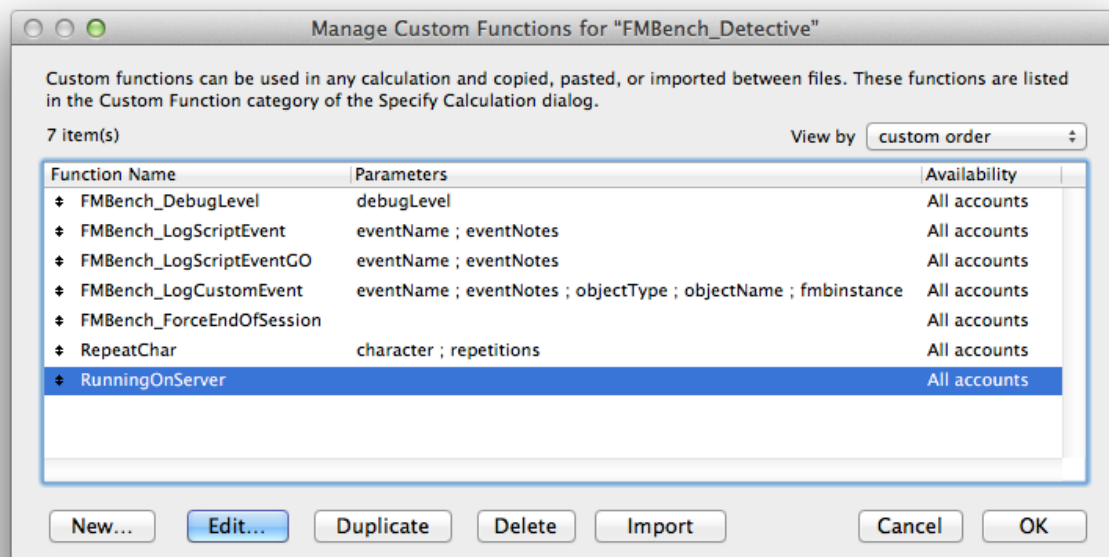 Manage Custom Functions for “FMBench_Detective”
Custom functions can be used in any calculation and copied, pasted, or imported between files. These functions are listed
in the Custom Function category of the Specify Calculation dialog.
7 item(s) View by custom order
Function Name Parameters Availability
FMBench_DebugLevel debugLevel All accounts
FMBench_LogScriptEvent eventName ; eventNotes All accounts
FMBench_LogScriptEventGO eventName ; eventNotes All accounts
FMBench_LogCustomEvent eventName ; eventNotes ; objectType ; objectName ; fmbinstance All accounts
FMBench_ForceEndOfSession All accounts
RepeatChar character ; repetitions All accounts
RunningOnServer All accounts
New... Edit... Duplicate Delete Import Cancel OK